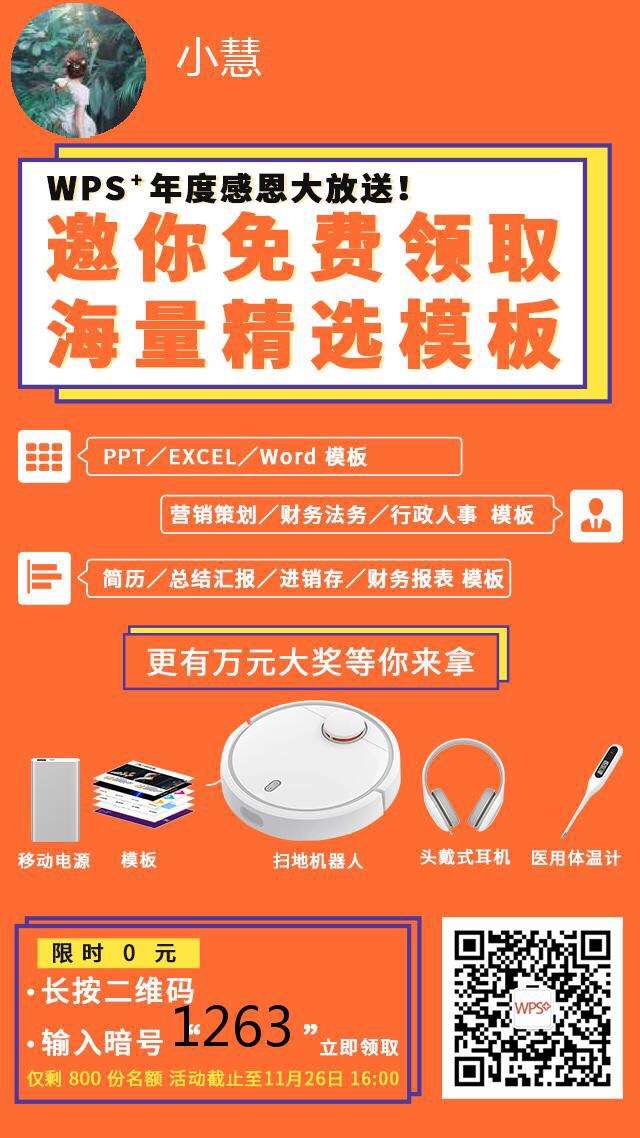 小慧
WPS⁺年度感恩大放送!
邀你免费领取
海量精选模板
PPT／EXCEL／Word 模板
营销策划／财务法务／行政人事 模板
简历／总结汇报／进销存／财务报表 模板
更有万元大奖等你来拿
移动电源 模板 扫地机器人 头戴式耳机 医用体温计
限时 0 元
·长按二维码
·输入暗号“1263”立即领取
仅剩 800 份名额 活动截止至11月26日 16:00
WPS⁺